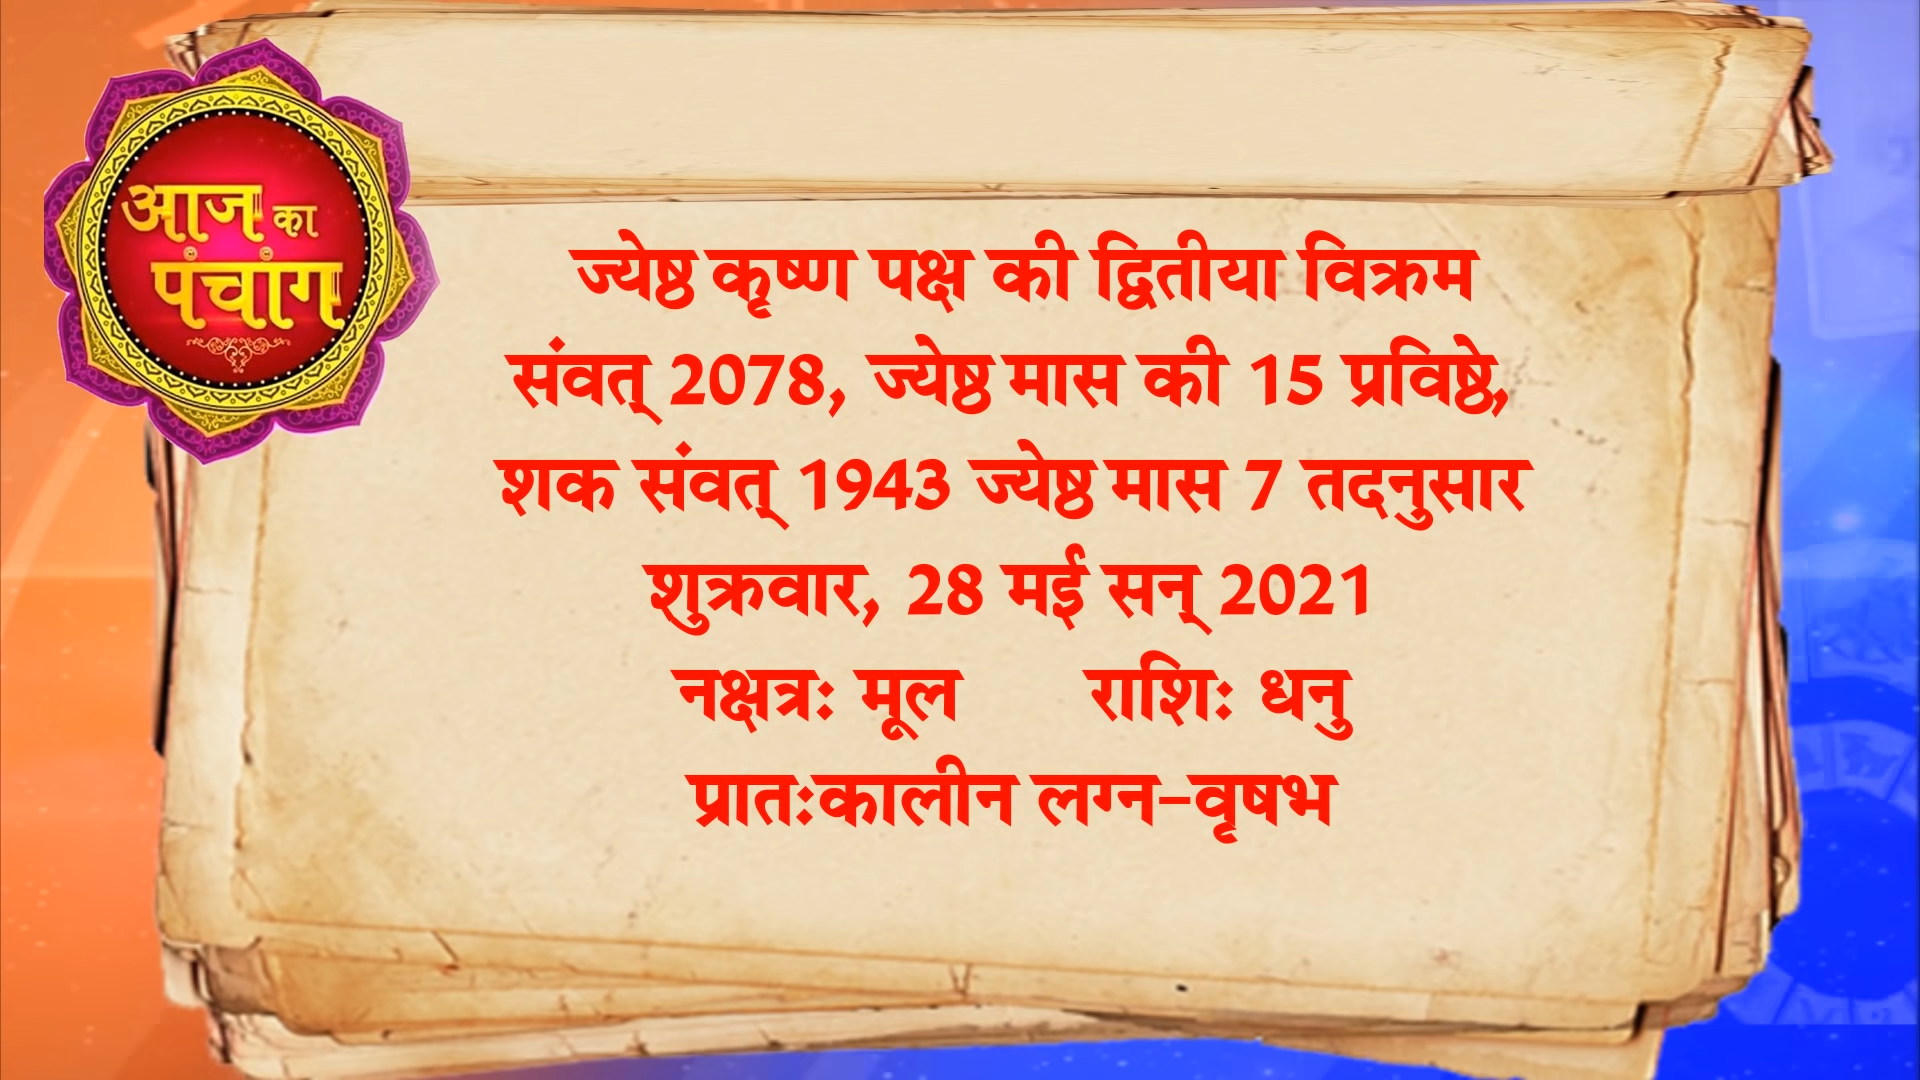 आज का
पंचांग
ज्येष्ठ कृष्ण पक्ष की द्वितीया विक्रम
संवत् 2078, ज्येष्ठ मास की 15 प्रविष्ठे,
शक संवत् 1943 ज्येष्ठ मास 7 तदनुसार
शुक्रवार, 28 मई सन् 2021
नक्षत्रः मूल राशिः धनु
प्रातःकालीन लग्न-वृषभ